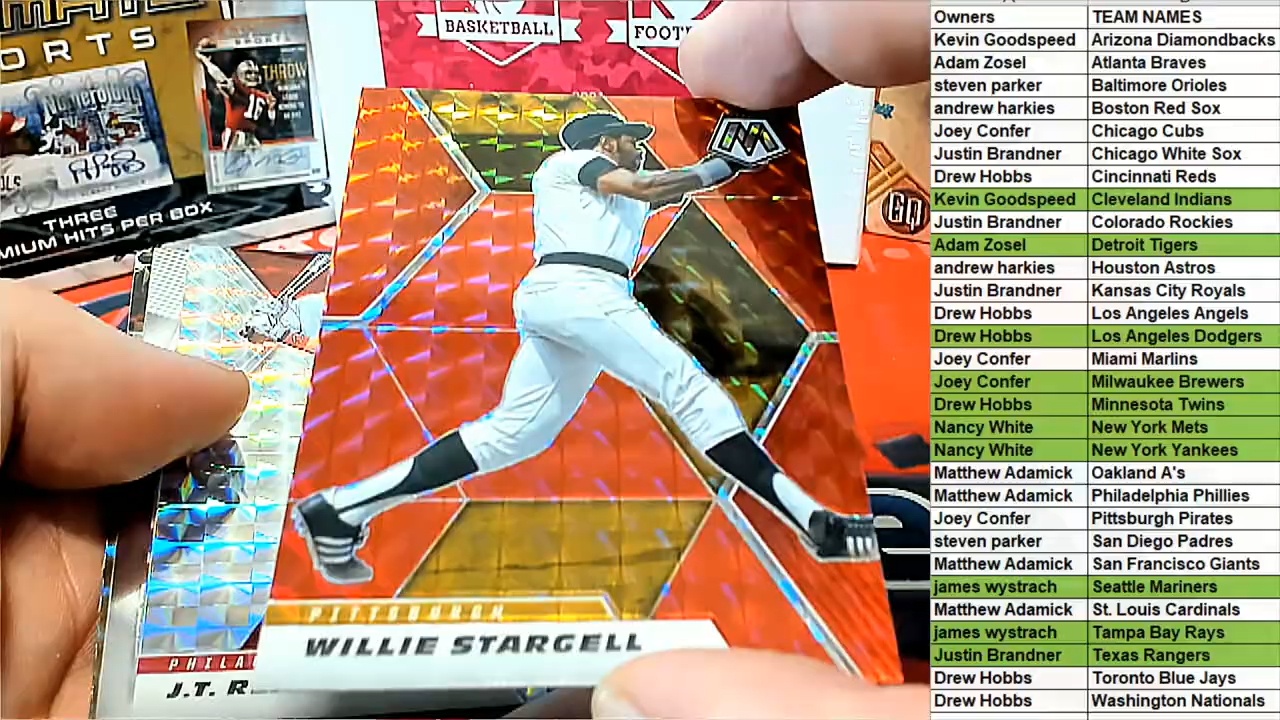 ORTS
THROW
16
THREE
MIUM HITS PER BOX
BASKETBALL
GQ
PITTSBURGH
WILLIE STARGELL
J.T. R
Owners TEAM NAMES
Kevin Goodspeed Arizona Diamondbacks
Adam Zosel Atlanta Braves
steven parker Baltimore Orioles
andrew harkies Boston Red Sox
Joey Confer Chicago Cubs
Justin Brandner Chicago White Sox
Drew Hobbs Cincinnati Reds
Kevin Goodspeed Cleveland Indians
Justin Brandner Colorado Rockies
Adam Zosel Detroit Tigers
andrew harkies Houston Astros
Justin Brandner Kansas City Royals
Drew Hobbs Los Angeles Angels
Drew Hobbs Los Angeles Dodgers
Joey Confer Miami Marlins
Joey Confer Milwaukee Brewers
Drew Hobbs Minnesota Twins
Nancy White New York Mets
Nancy White New York Yankees
Matthew Adamick Oakland A's
Matthew Adamick Philadelphia Phillies
Joey Confer Pittsburgh Pirates
steven parker San Diego Padres
Matthew Adamick San Francisco Giants
james wystrach Seattle Mariners
Matthew Adamick St. Louis Cardinals
james wystrach Tampa Bay Rays
Justin Brandner Texas Rangers
Drew Hobbs Toronto Blue Jays
Drew Hobbs Washington Nationals